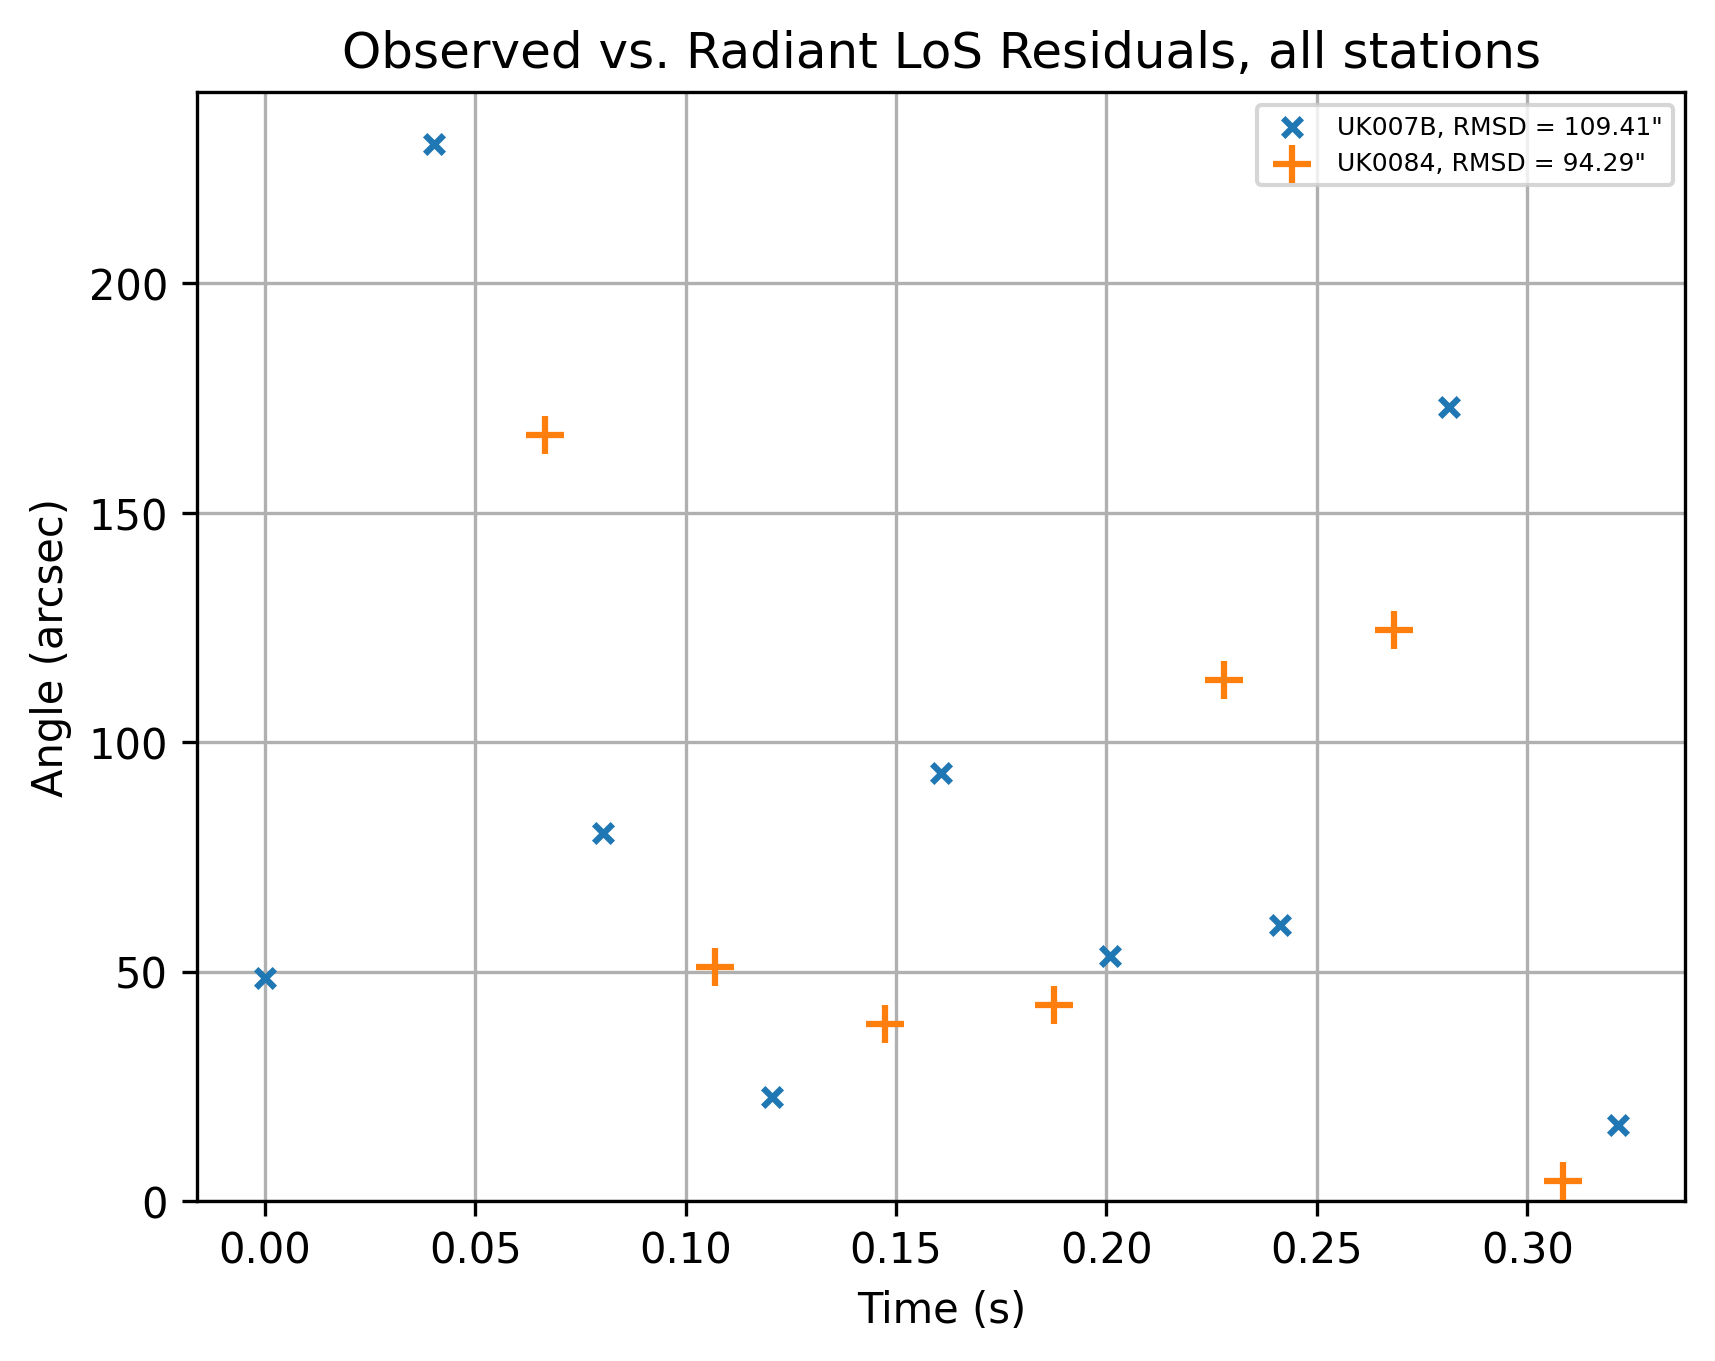 Observed vs. Radiant LoS Residuals, all stations
UK007B, RMSD = 109.41"
UK0084, RMSD = 94.29"
Angle (arcsec)
200
150
100
50
0
0.00 0.05 0.10 0.15 0.20 0.25 0.30
Time (s)